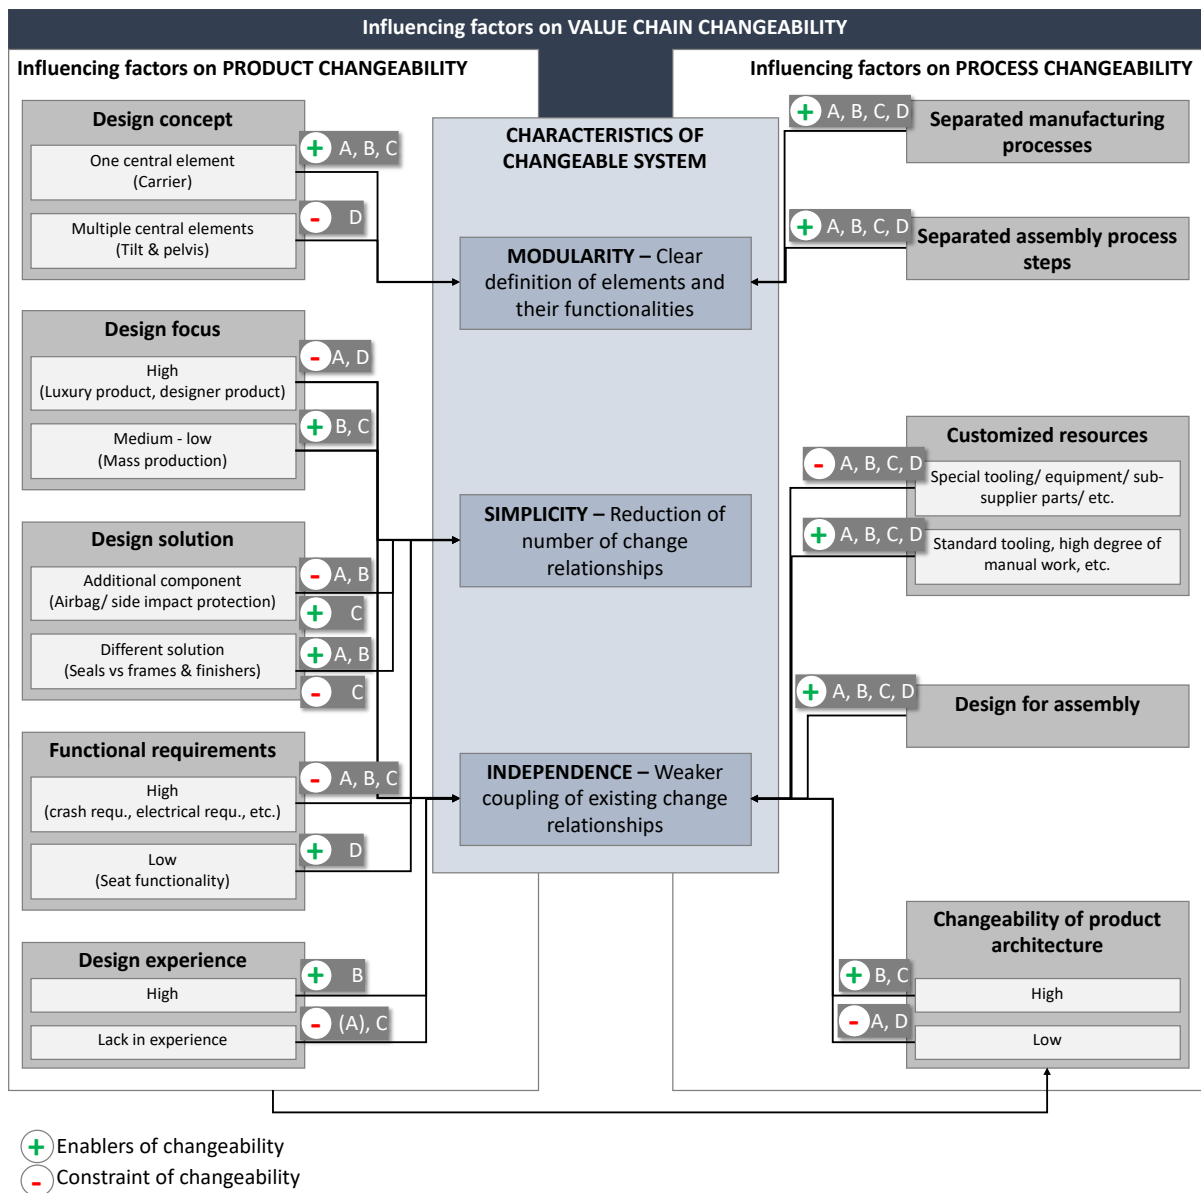 Influencing factors on VALUE CHAIN CHANGEABILITY
Influencing factors on PRODUCT CHANGEABILITY
Design concept
One central element
(Carrier)
+ A, B, C
Multiple central elements
(Tilt & pelvis)
- D
Design focus
High
(Luxury product, designer product)
- A, D
Medium - low
(Mass production)
+ B, C
Design solution
Additional component
(Airbag/ side impact protection)
- A, B
+ C
Different solution
(Seals vs frames & finishers)
+ A, B
- C
Functional requirements
High
(crash requ., electrical requ., etc.)
- A, B, C
Low
(Seat functionality)
+ D
Design experience
High
+ B
Lack in experience
- (A), C
CHARACTERISTICS OF
CHANGEABLE SYSTEM
MODULARITY – Clear
definition of elements and
their functionalities
SIMPLICITY – Reduction of
number of change
relationships
INDEPENDENCE – Weaker
coupling of existing change
relationships
Influencing factors on PROCESS CHANGEABILITY
+ A, B, C, D
Separated manufacturing
processes
+ A, B, C, D
Separated assembly process
steps
Customized resources
- A, B, C, D
Special tooling/ equipment/ sub-
supplier parts/ etc.
+ A, B, C, D
Standard tooling, high degree of
manual work, etc.
+ A, B, C, D
Design for assembly
Changeability of product
architecture
+ B, C
High
- A, D
Low
+ Enablers of changeability
- Constraint of changeability